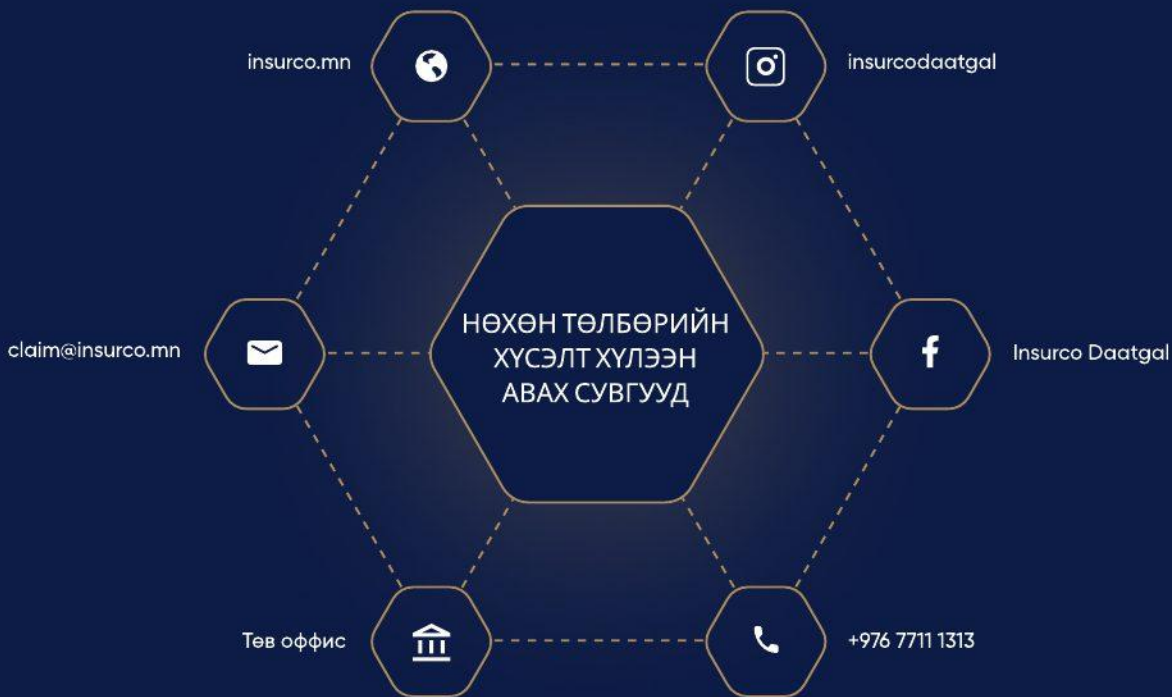 insurco.mn
insurcodaatgal
НӨХӨН ТӨЛБӨРИЙН
ХҮСЭЛТ ХҮЛЭЭН
АВАХ СУВГУУД
claim@insurco.mn
Insurco Daatgal
Төв оффис
+976 7711 1313